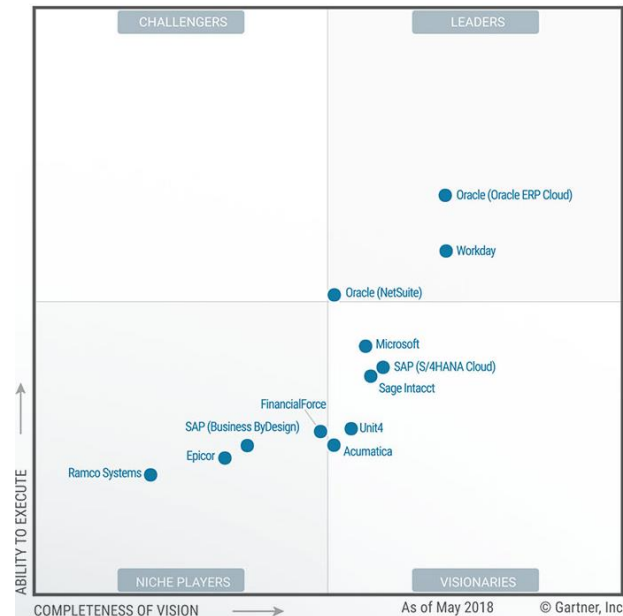 CHALLENGERS
LEADERS
Oracle (Oracle ERP Cloud)
Workday
Oracle (NetSuite)
Microsoft
SAP (S/4HANA Cloud)
Sage Intacct
FinancialForce
SAP (Business ByDesign)
Unit4
Epicor
Acumatica
Ramco Systems
ABILITY TO EXECUTE
NICHE PLAYERS
VISIONARIES
COMPLETENESS OF VISION
As of May 2018
© Gartner, Inc